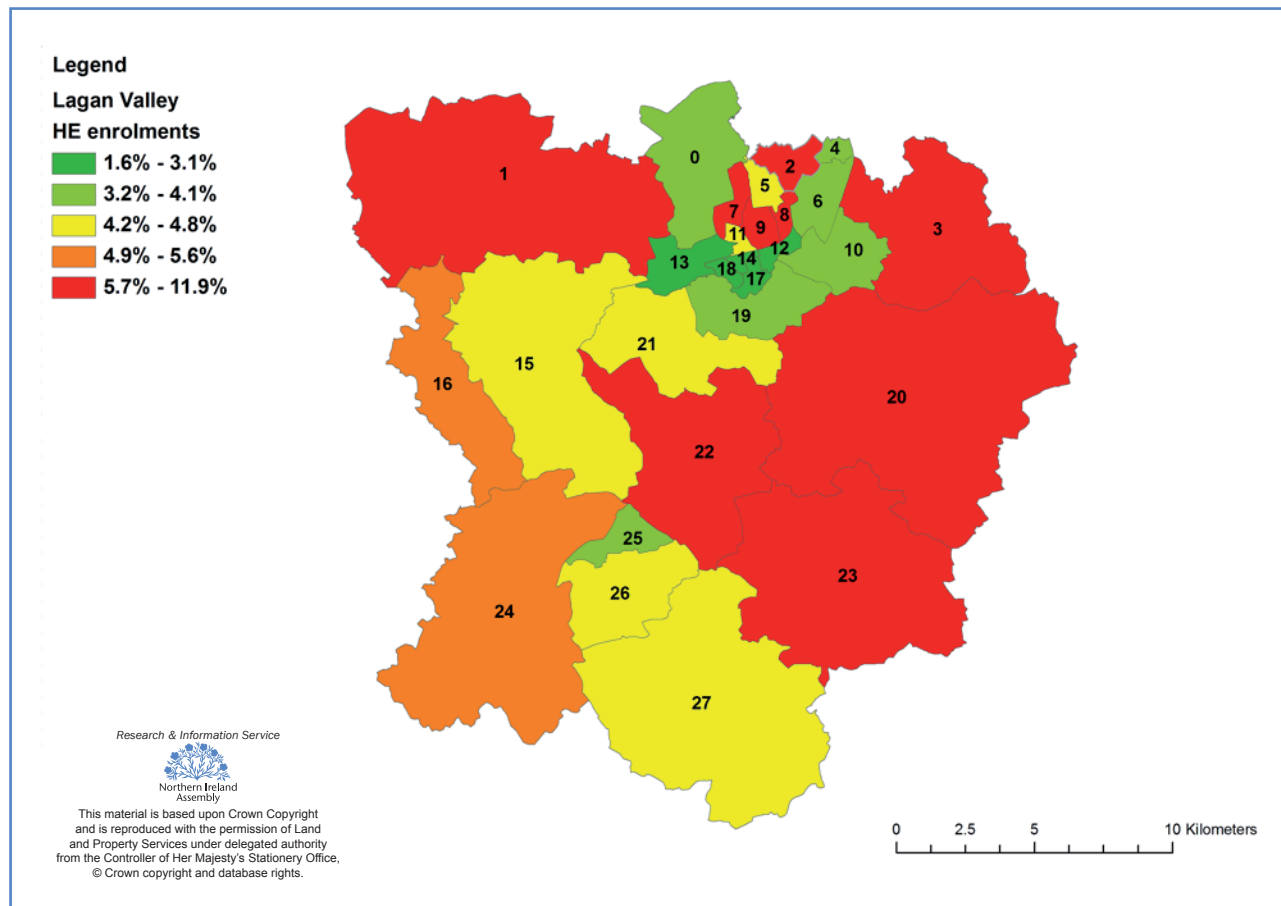 Legend
Lagan Valley
HE enrolments
1.6% - 3.1%
3.2% - 4.1%
4.2% - 4.8%
4.9% - 5.6%
5.7% - 11.9%
0
1
2
4
5
6
3
7
8
9
11
12
10
13
14
18
17
19
21
15
16
20
22
25
23
26
24
27
Research & Information Service
Northern Ireland
Assembly
This material is based upon Crown Copyright
and is reproduced with the permission of Land
and Property Services under delegated authority
from the Controller of Her Majesty's Stationery Office,
© Crown copyright and database rights.
0 2.5 5 10 Kilometers